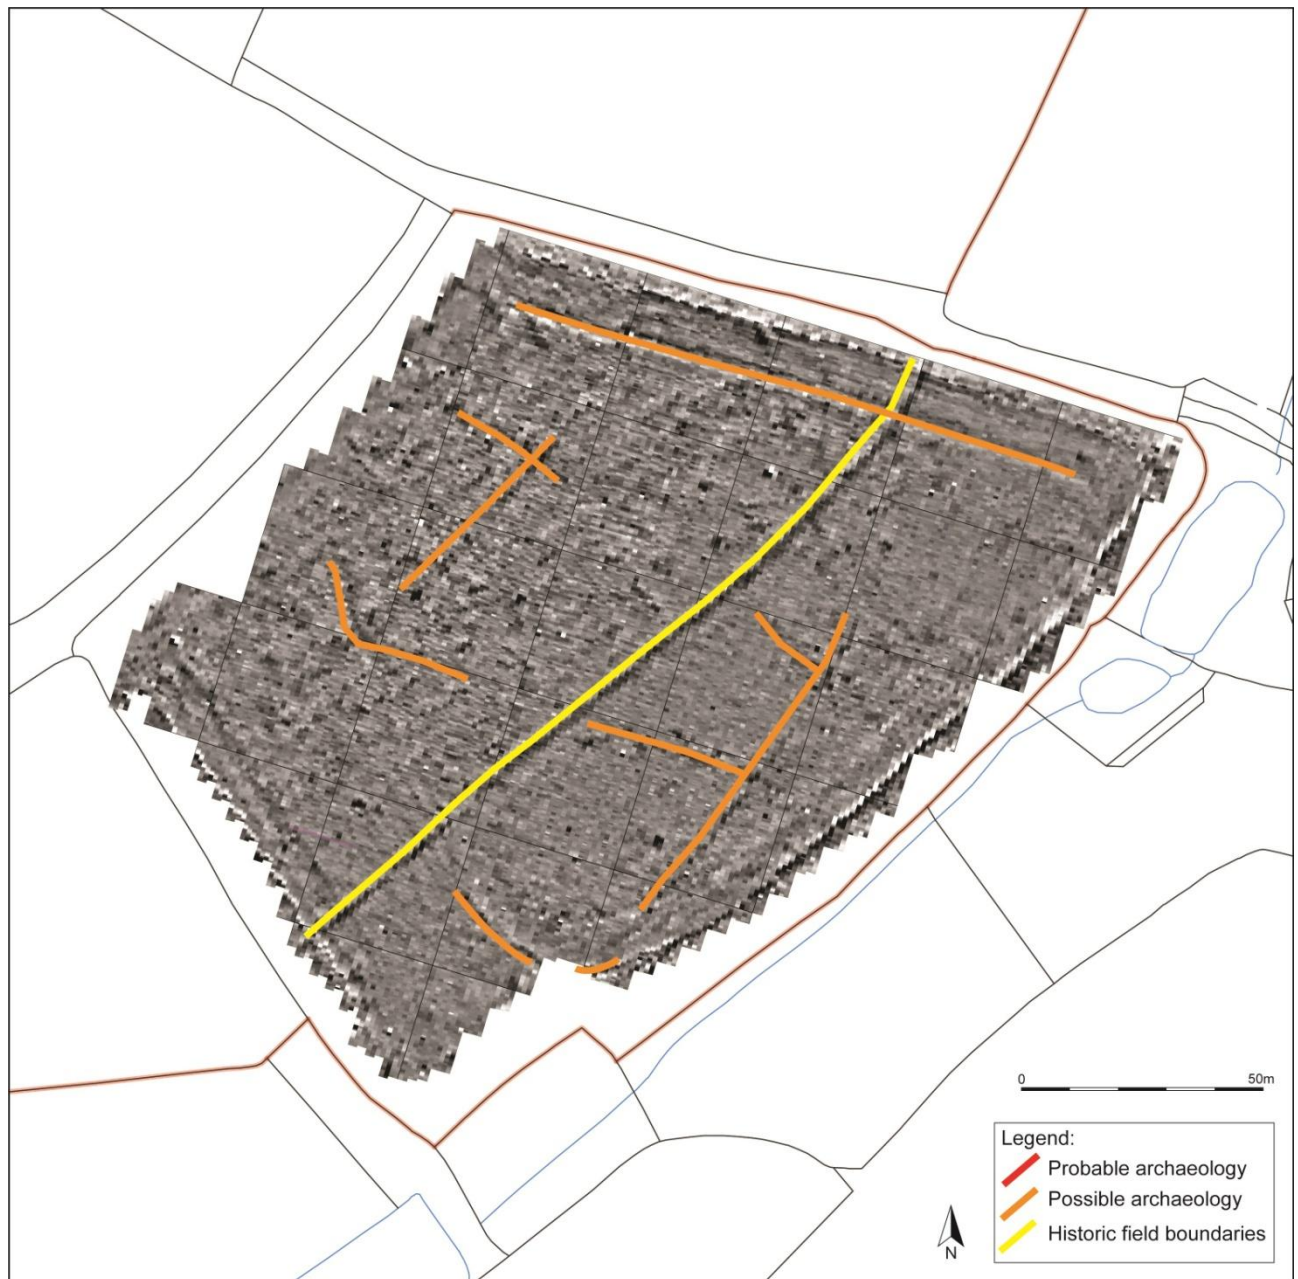 0 50m
Legend:
Probable archaeology
Possible archaeology
Historic field boundaries
N